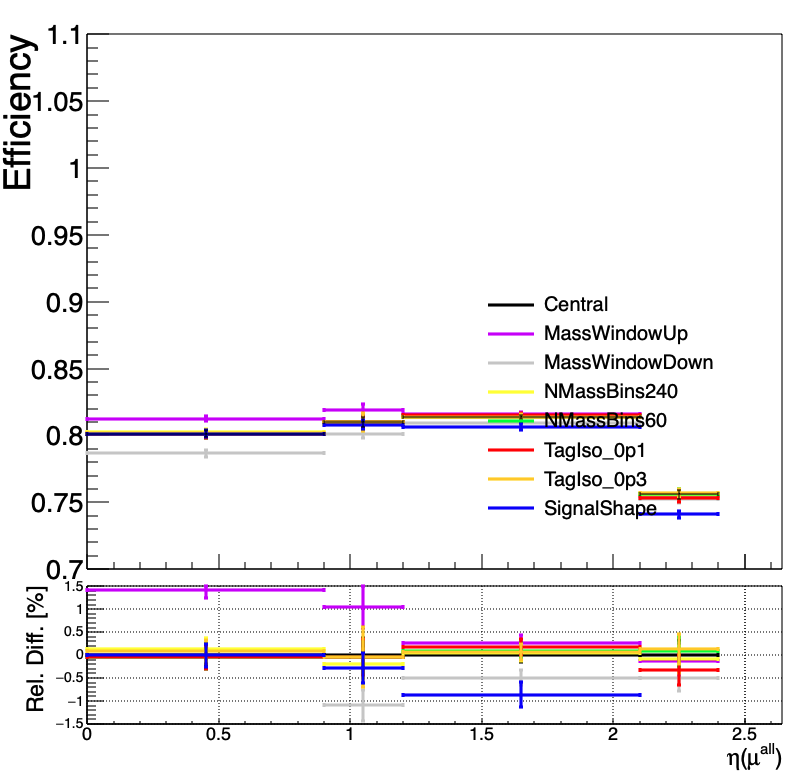 Efficiency
1.1
1.05
1
0.95
0.9
0.85
0.8
0.75
0.7
Central
MassWindowUp
MassWindowDown
NMassBins240
NMassBins60
TagIso_0p1
TagIso_0p3
SignalShape
Rel. Diff. [%]
1.5
1
0.5
0
−0.5
−1
−1.5
0 0.5 1 1.5 2 2.5
η(μ^all)